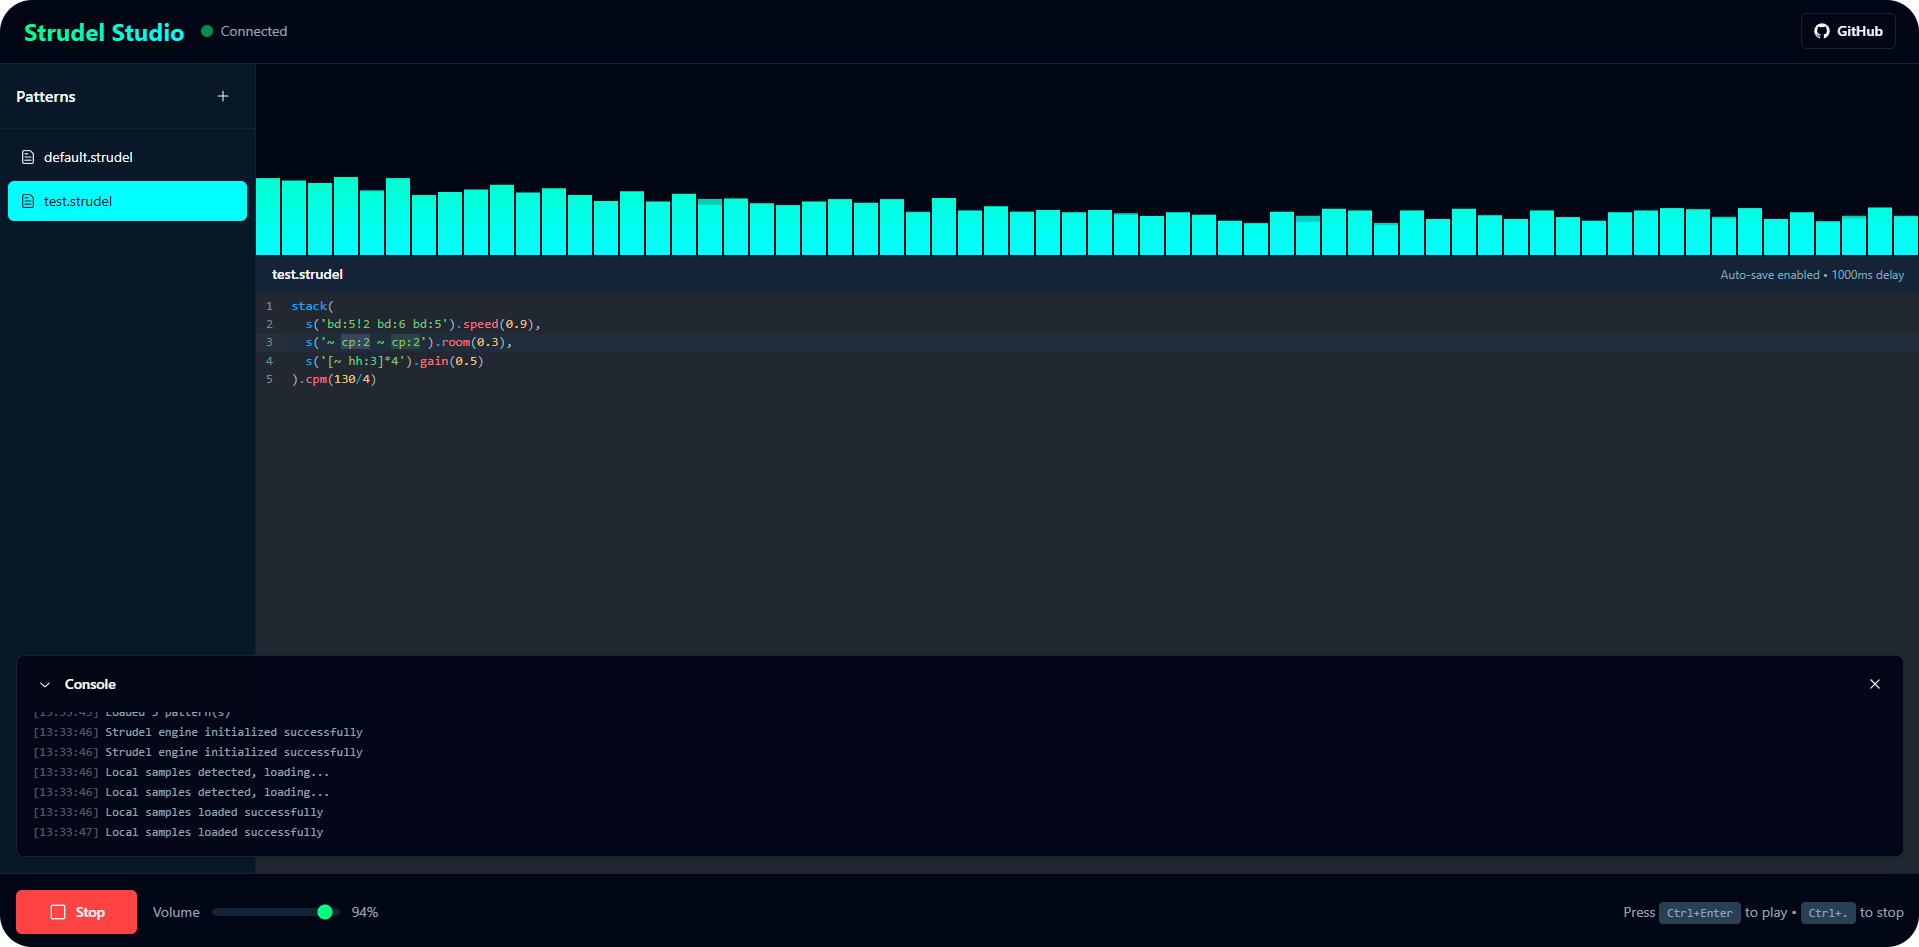 Strudel Studio
Connected
GitHub
Patterns
default.strudel
test.strudel
test.strudel
Auto-save enabled • 1000ms delay
1 stack(
2   s('bd:5!2 bd:6 bd:5').speed(0.9),
3   s('~ cp:2 ~ cp:2').room(0.3),
4   s('[~ hh:3]*4').gain(0.5)
5 ).cpm(130/4)
Console
Loaded pattern(s)
[13:33:46] Strudel engine initialized successfully
[13:33:46] Strudel engine initialized successfully
[13:33:46] Local samples detected, loading...
[13:33:46] Local samples detected, loading...
[13:33:46] Local samples loaded successfully
[13:33:47] Local samples loaded successfully
Stop
Volume
94%
Press Ctrl+Enter to play • Ctrl+. to stop